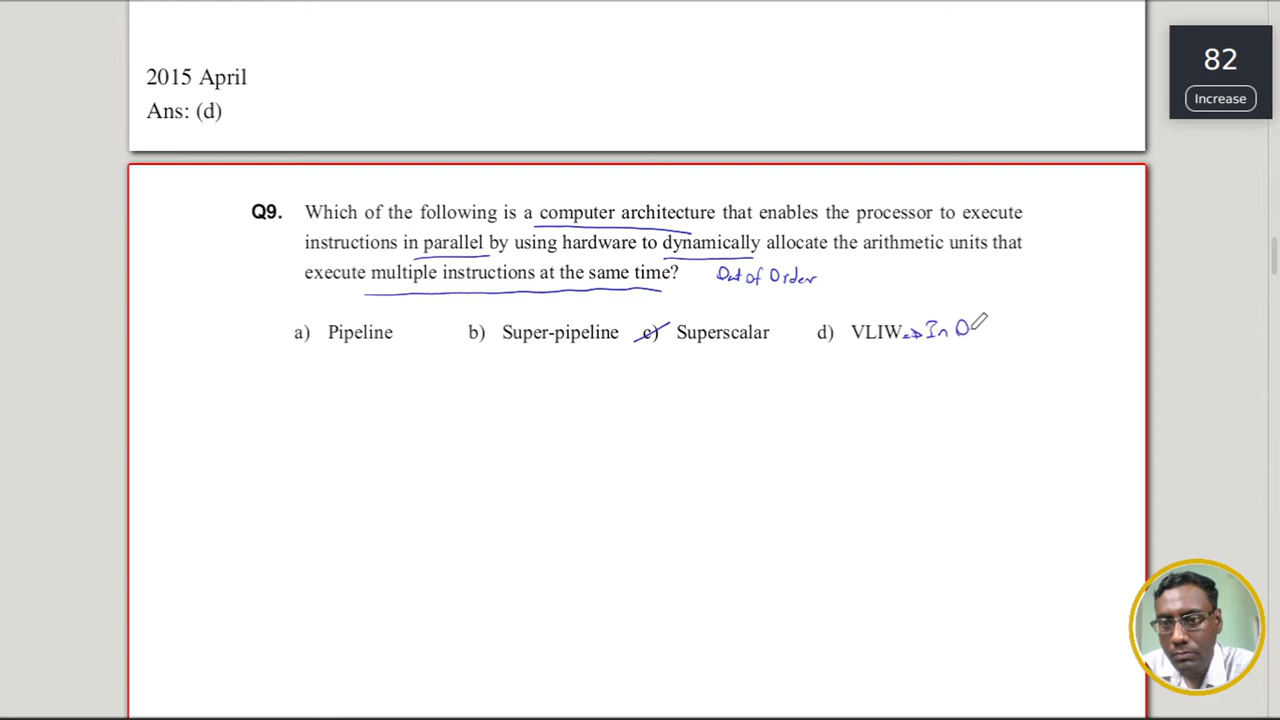 2015 April
Ans: (d)
82
Increase
Q9. Which of the following is a computer architecture that enables the processor to execute
instructions in parallel by using hardware to dynamically allocate the arithmetic units that
execute multiple instructions at the same time? Out of Order
a) Pipeline b) Super-pipeline c) Superscalar d) VLIW → In O